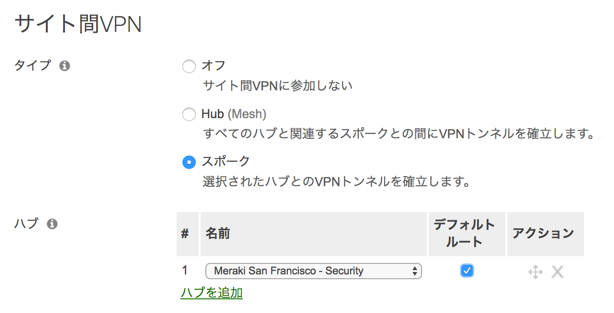 サイト間VPN
タイプ
オフ
サイト間VPNに参加しない
Hub (Mesh)
すべてのハブと関連するスポークとの間にVPNトンネルを確立します。
スポーク
選択されたハブとのVPNトンネルを確立します。
ハブ
# 名前 デフォルト
ルート アクション
1 Meraki San Francisco - Security
ハブを追加